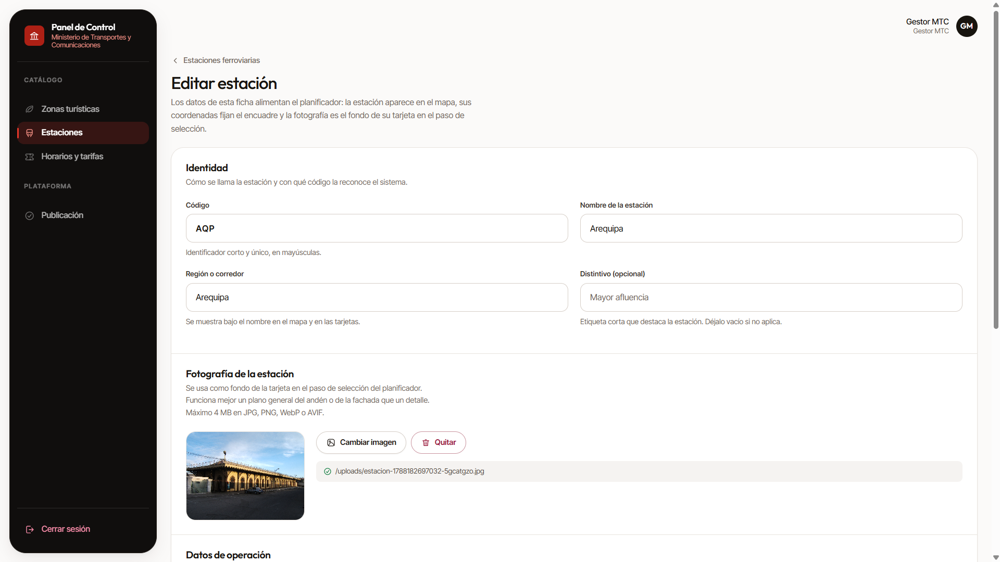 Panel de Control
Ministerio de Transportes y
Comunicaciones
CATÁLOGO
Zonas turísticas
Estaciones
Horarios y tarifas
PLATAFORMA
Publicación
Cerrar sesión
Gestor MTC
Gestor MTC
GM
Estaciones ferroviarias
Editar estación
Los datos de esta ficha alimentan el planificador: la estación aparece en el mapa, sus
coordenadas fijan el encuadre y la fotografía es el fondo de su tarjeta en el paso de
selección.
Identidad
Cómo se llama la estación y con qué código la reconoce el sistema.
Código
AQP
Identificador corto y único, en mayúsculas.
Nombre de la estación
Arequipa
Región o corredor
Arequipa
Se muestra bajo el nombre en el mapa y en las tarjetas.
Distintivo (opcional)
Mayor afluencia
Etiqueta corta que destaca la estación. Déjalo vacío si no aplica.
Fotografía de la estación
Se usa como fondo de la tarjeta en el paso de selección del planificador.
Funciona mejor un plano general del andén o de la fachada que un detalle.
Máximo 4 MB en JPG, PNG, WebP o AVIF.
Cambiar imagen
Quitar
/uploads/estacion-1788182697032-5gcatgzo.jpg
Datos de operación